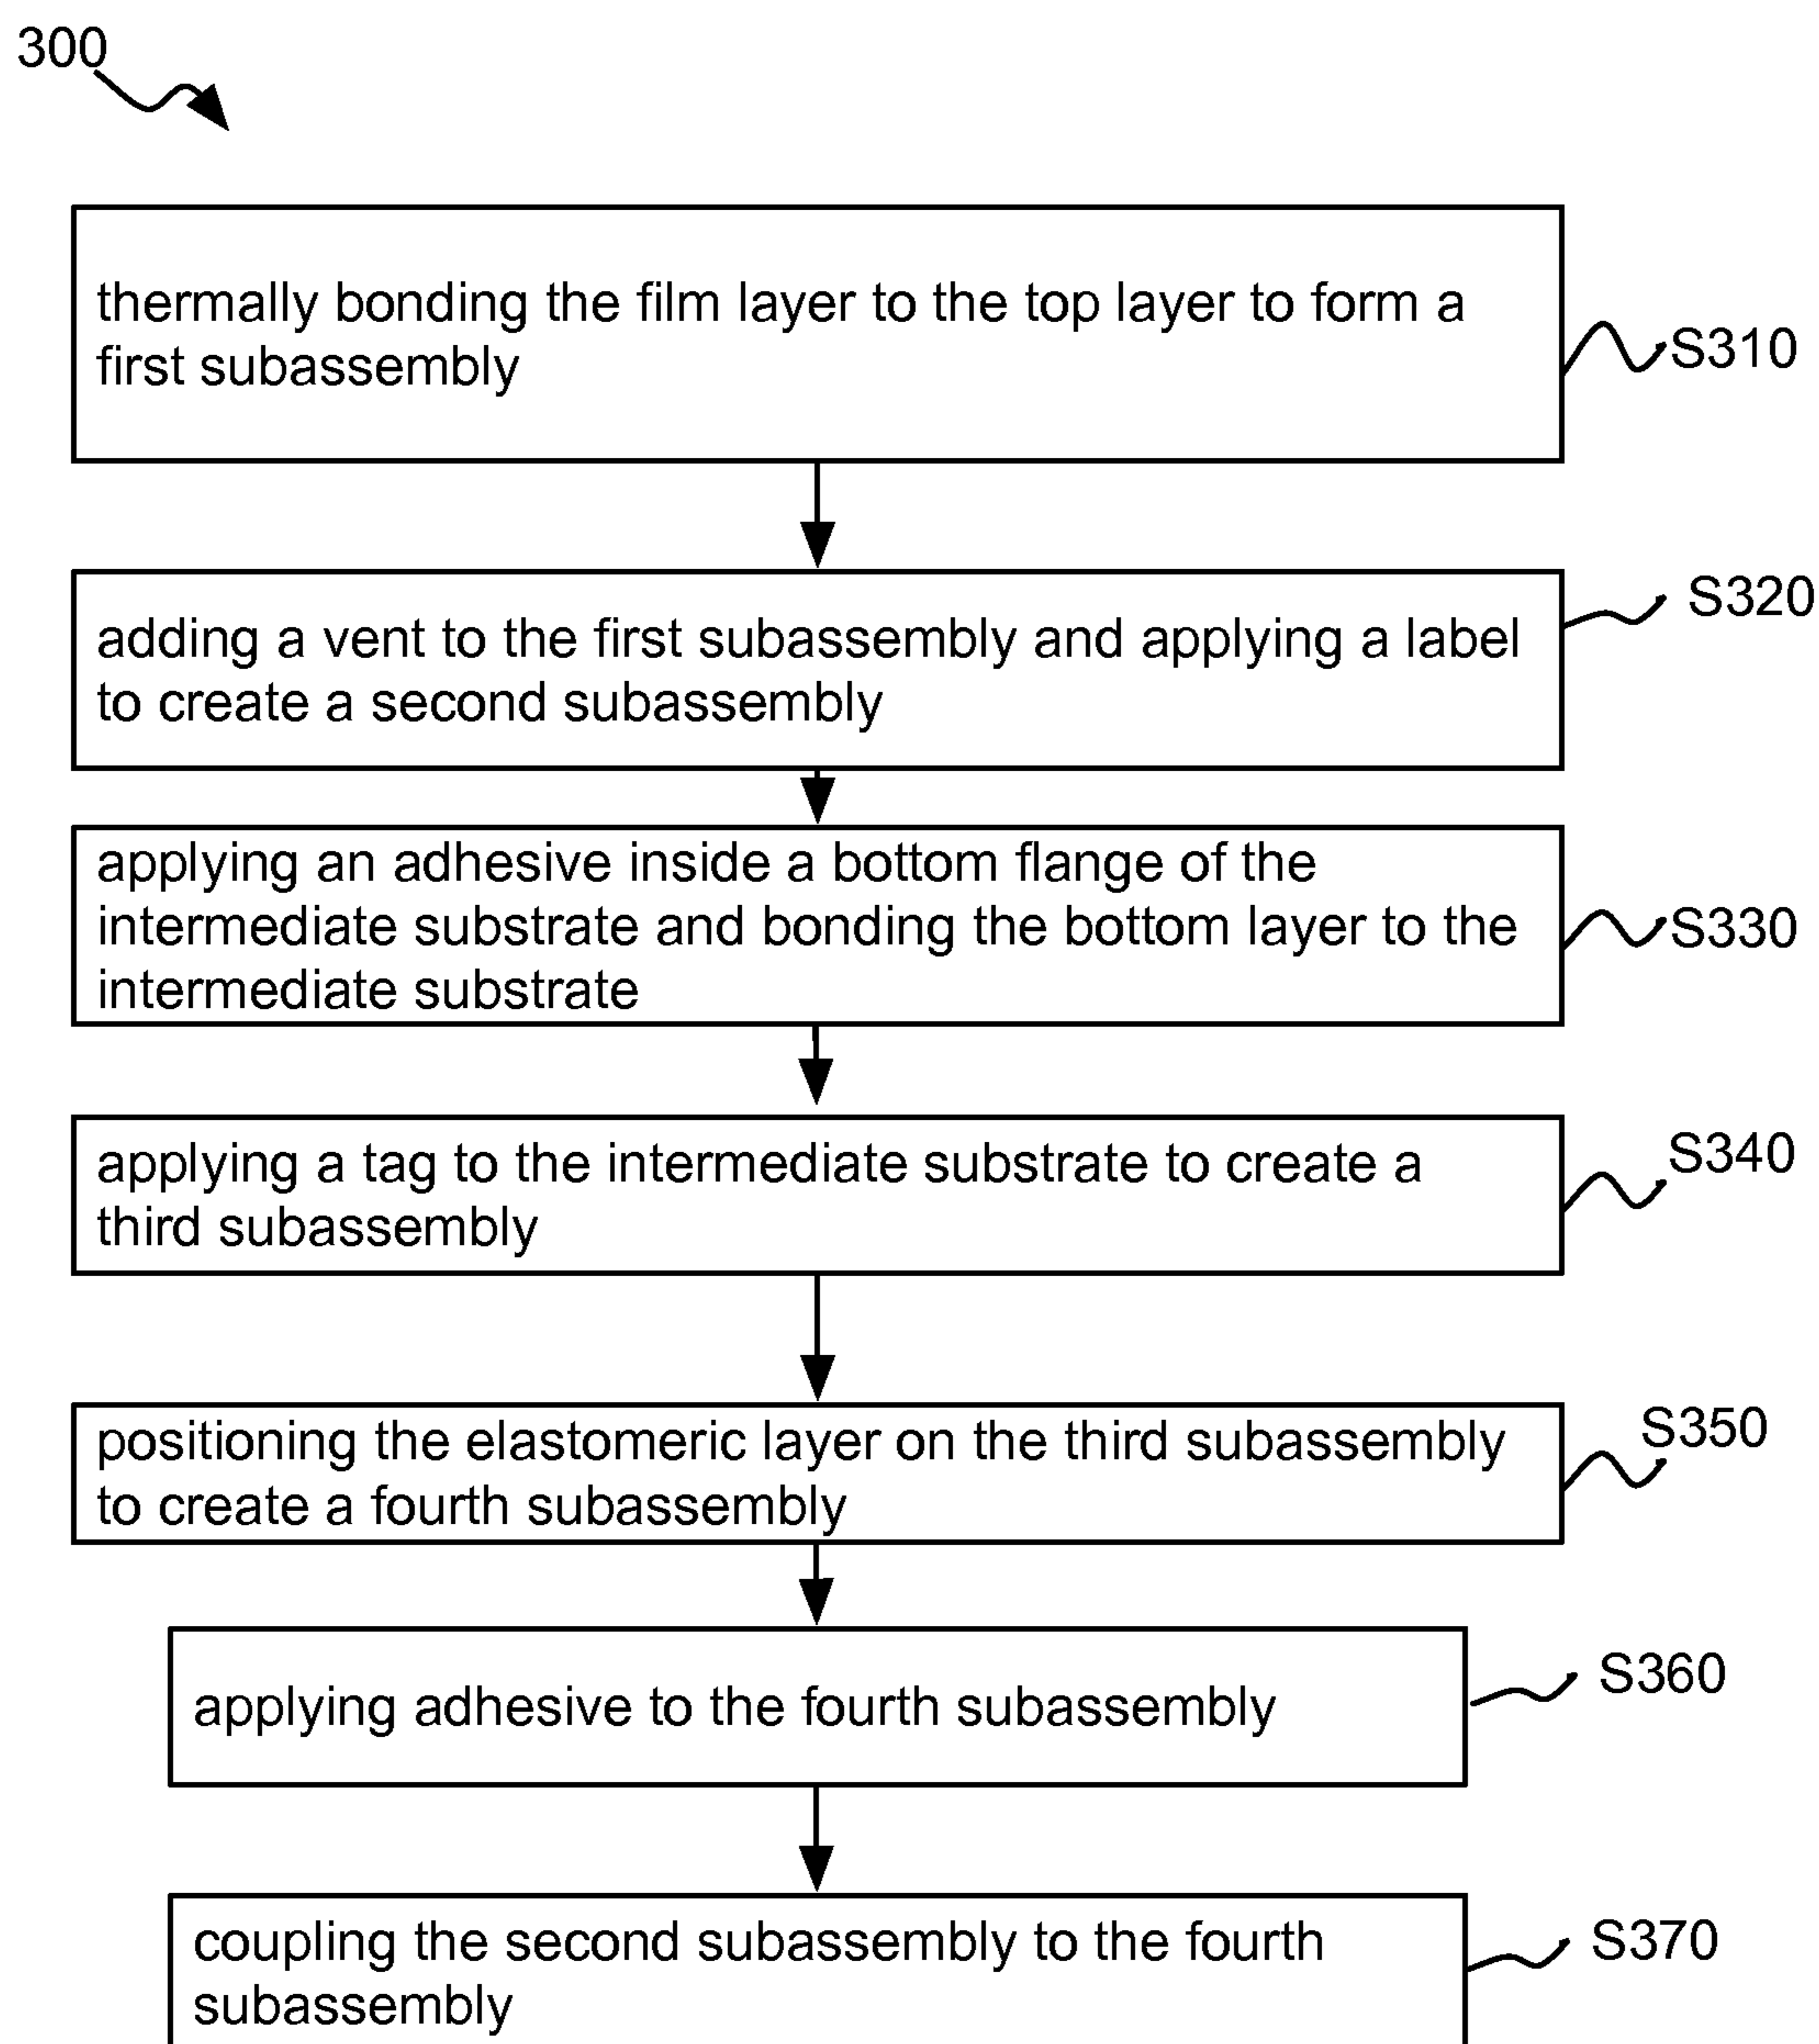 300
thermally bonding the film layer to the top layer to form a
first subassembly
S310
adding a vent to the first subassembly and applying a label
to create a second subassembly
S320
applying an adhesive inside a bottom flange of the
intermediate substrate and bonding the bottom layer to the
intermediate substrate
S330
applying a tag to the intermediate substrate to create a
third subassembly
S340
positioning the elastomeric layer on the third subassembly
to create a fourth subassembly
S350
applying adhesive to the fourth subassembly
S360
coupling the second subassembly to the fourth
subassembly
S370